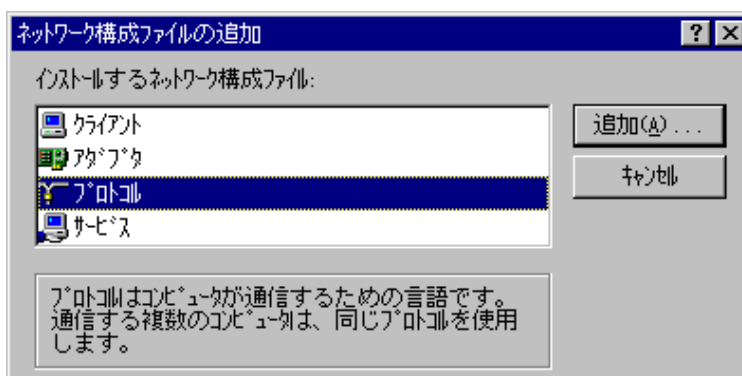 ネットワーク構成ファイルの追加
インストールするネットワーク構成ファイル:
クライアント
アダプタ
プロトコル
サービス
追加(A)...
キャンセル
プロトコルはコンピュータが通信するための言語です。
通信する複数のコンピュータは、同じプロトコルを使用
します。